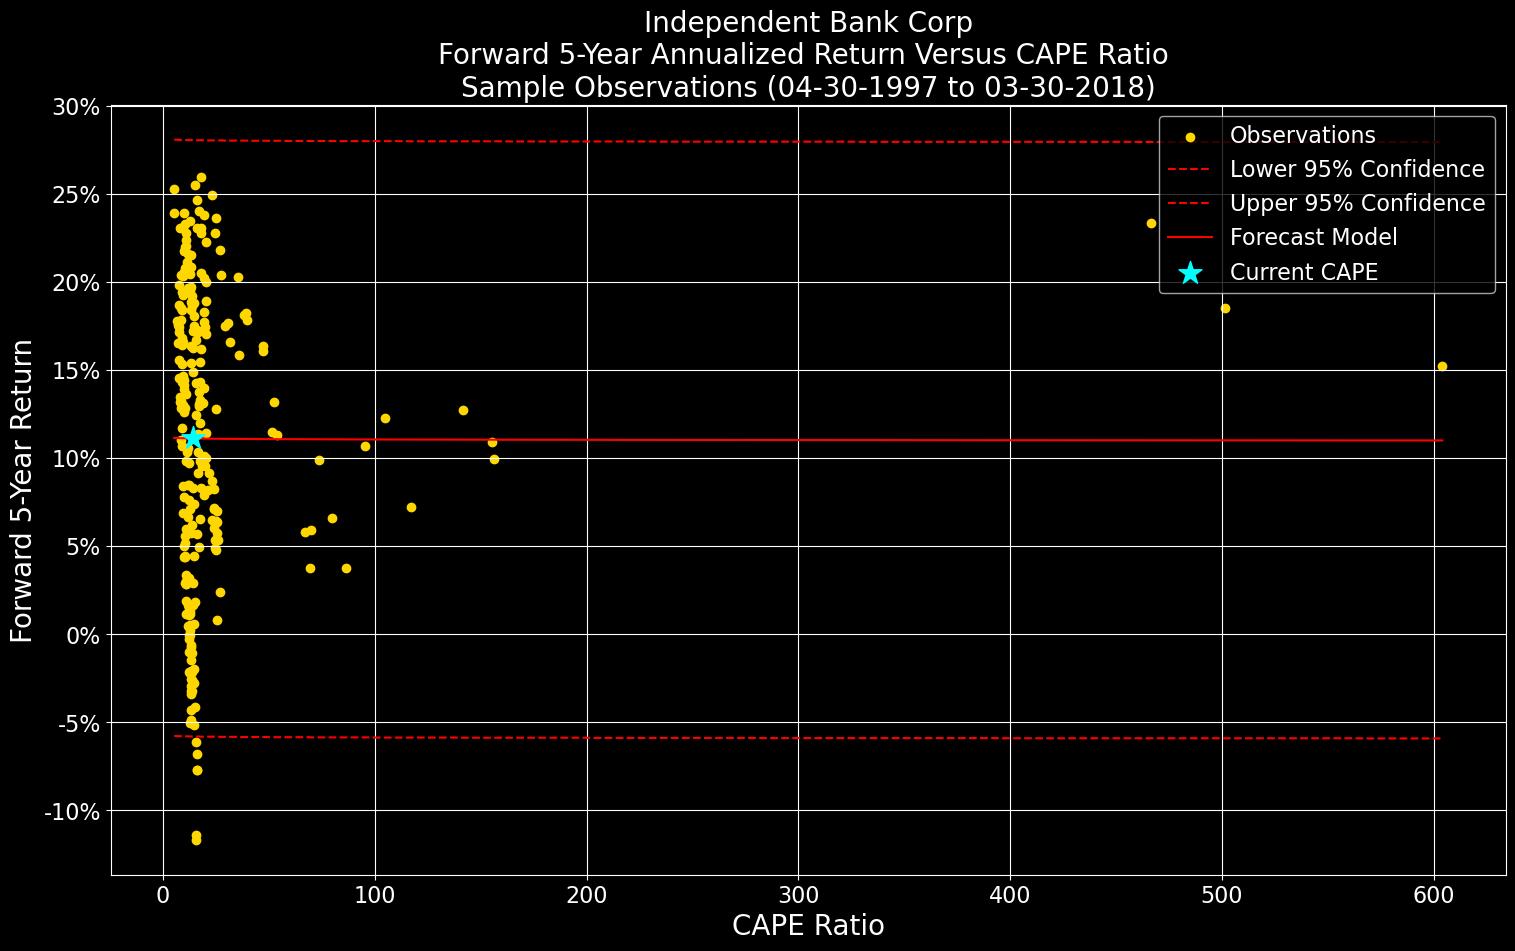 Independent Bank Corp
Forward 5-Year Annualized Return Versus CAPE Ratio
Sample Observations (04-30-1997 to 03-30-2018)
30%
25%
20%
15%
10%
5%
0%
-5%
-10%
Forward 5-Year Return
Observations
Lower 95% Confidence
Upper 95% Confidence
Forecast Model
Current CAPE
0 100 200 300 400 500 600
CAPE Ratio